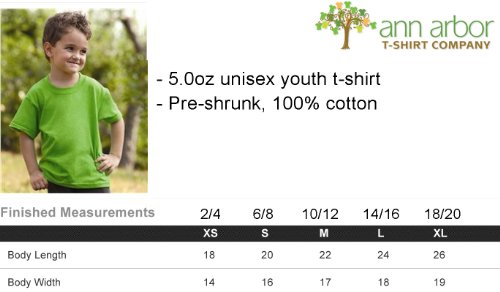 ann arbor
T-SHIRT COMPANY
- 5.0oz unisex youth t-shirt
- Pre-shrunk, 100% cotton
Finished Measurements 2/4 6/8 10/12 14/16 18/20
XS S M L XL
Body Length 18 20 22 24 26
Body Width 14 16 17 18 19